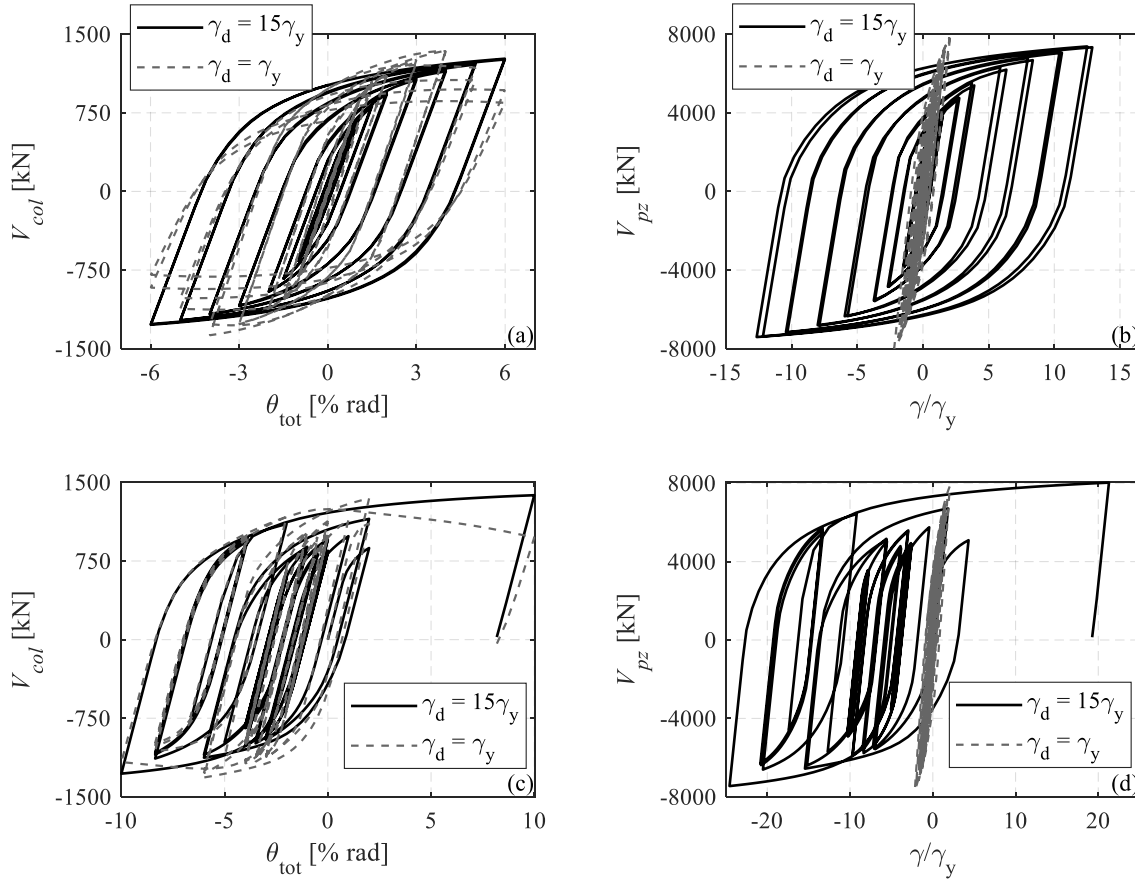 γd = 15γy
γd = γy
1500
750
0
-750
-1500
Vcol [kN]
-6 -3 0 3 6
θtot [% rad]
(a)
γd = 15γy
γd = γy
8000
4000
0
-4000
-8000
Vpz [kN]
-15 -10 -5 0 5 10 15
γ/γy
(b)
1500
750
0
-750
-1500
Vcol [kN]
γd = 15γy
γd = γy
-10 -5 0 5 10
θtot [% rad]
(c)
8000
4000
0
-4000
-8000
Vpz [kN]
γd = 15γy
γd = γy
-20 -10 0 10 20
γ/γy
(d)